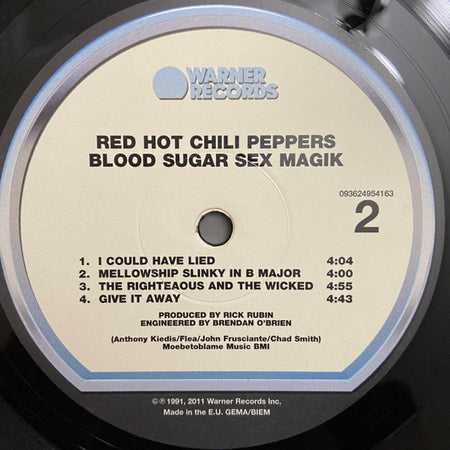 WARNER
RECORDS
RED HOT CHILI PEPPERS
BLOOD SUGAR SEX MAGIK
093624954163
2
1. I COULD HAVE LIED 4:04
2. MELLOWSHIP SLINKY IN B MAJOR 4:00
3. THE RIGHTEAOUS AND THE WICKED 4:55
4. GIVE IT AWAY 4:43
PRODUCED BY RICK RUBIN
ENGINEERED BY BRENDAN O'BRIEN
(Anthony Kiedis/Flea/John Frusciante/Chad Smith)
Moebetoblame Music BMI
© ℗ 1991, 2011 Warner Records Inc.
Made in the E.U. GEMA/BIEM